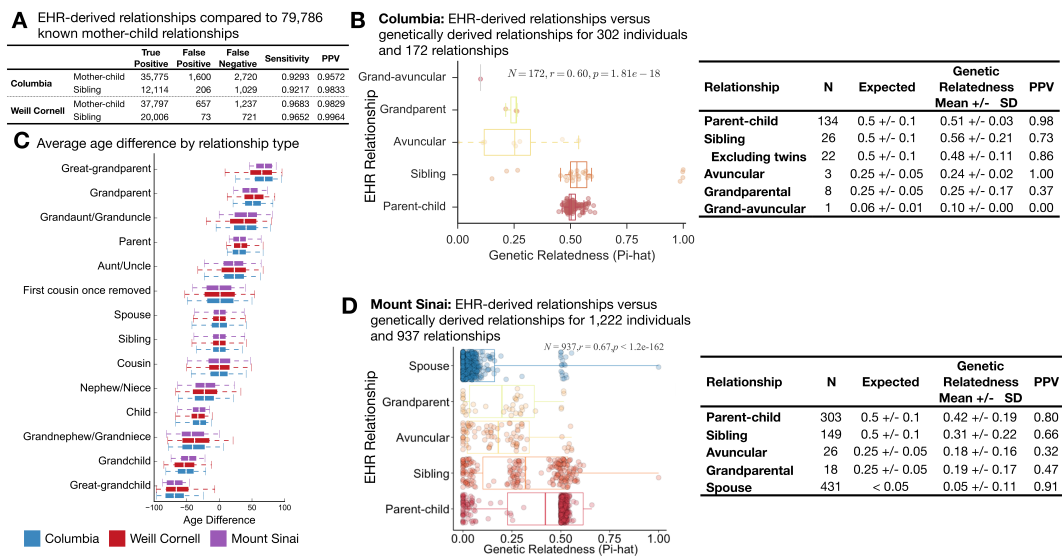 A EHR-derived relationships compared to 79,786
known mother-child relationships
True Positive False Positive False Negative Sensitivity PPV
Columbia Mother-child 35,775 1,600 2,720 0.9293 0.9572
Sibling 12,114 206 1,029 0.9217 0.9833
Weill Cornell Mother-child 37,797 657 1,237 0.9683 0.9829
Sibling 20,006 73 721 0.9652 0.9964
B Columbia: EHR-derived relationships versus
genetically derived relationships for 302 individuals
and 172 relationships
N = 172, r = 0.60, p = 1.81e − 18
EHR Relationship
Grand-avuncular
Grandparent
Avuncular
Sibling
Parent-child
0.00 0.25 0.50 0.75 1.00
Genetic Relatedness (Pi-hat)
Genetic
Relationship N Expected Relatedness PPV
Mean +/- SD
Parent-child 134 0.5 +/- 0.1 0.51 +/- 0.03 0.98
Sibling 26 0.5 +/- 0.1 0.56 +/- 0.21 0.73
Excluding twins 22 0.5 +/- 0.1 0.48 +/- 0.11 0.86
Avuncular 3 0.25 +/- 0.05 0.24 +/- 0.02 1.00
Grandparental 8 0.25 +/- 0.05 0.25 +/- 0.17 0.37
Grand-avuncular 1 0.06 +/- 0.01 0.10 +/- 0.00 0.00
C Average age difference by relationship type
Great-grandparent
Grandparent
Grandaunt/Granduncle
Parent
Aunt/Uncle
First cousin once removed
Spouse
Sibling
Cousin
Nephew/Niece
Child
Grandnephew/Grandniece
Grandchild
Great-grandchild
−100 −50 0 50 100
Age Difference
Columbia Weill Cornell Mount Sinai
D Mount Sinai: EHR-derived relationships versus
genetically derived relationships for 1,222 individuals
and 937 relationships
N = 937,r = 0.67,p < 1.2e-162
EHR Relationship
Spouse
Grandparent
Avuncular
Sibling
Parent-child
0.00 0.25 0.50 0.75 1.00
Genetic Relatedness (Pi-hat)
Genetic
Relationship N Expected Relatedness PPV
Mean +/- SD
Parent-child 303 0.5 +/- 0.1 0.42 +/- 0.19 0.80
Sibling 149 0.5 +/- 0.1 0.31 +/- 0.22 0.66
Avuncular 26 0.25 +/- 0.05 0.18 +/- 0.16 0.32
Grandparental 18 0.25 +/- 0.05 0.19 +/- 0.17 0.47
Spouse 431 < 0.05 0.05 +/- 0.11 0.91